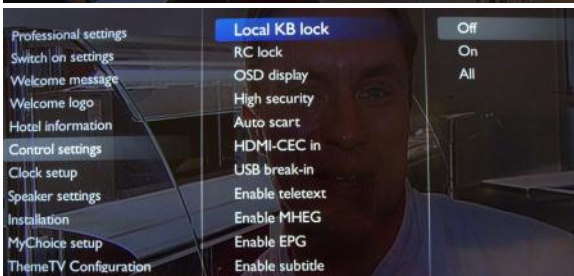 Professional settings
Switch on settings
Welcome message
Welcome logo
Hotel information
Control settings
Clock setup
Speaker settings
Installation
MyChoice setup
ThemeTV Configuration
Local KB lock
RC lock
OSD display
High security
Auto scart
HDMI-CEC in
USB break-in
Enable teletext
Enable MHEG
Enable EPG
Enable subtitle
Off
On
All